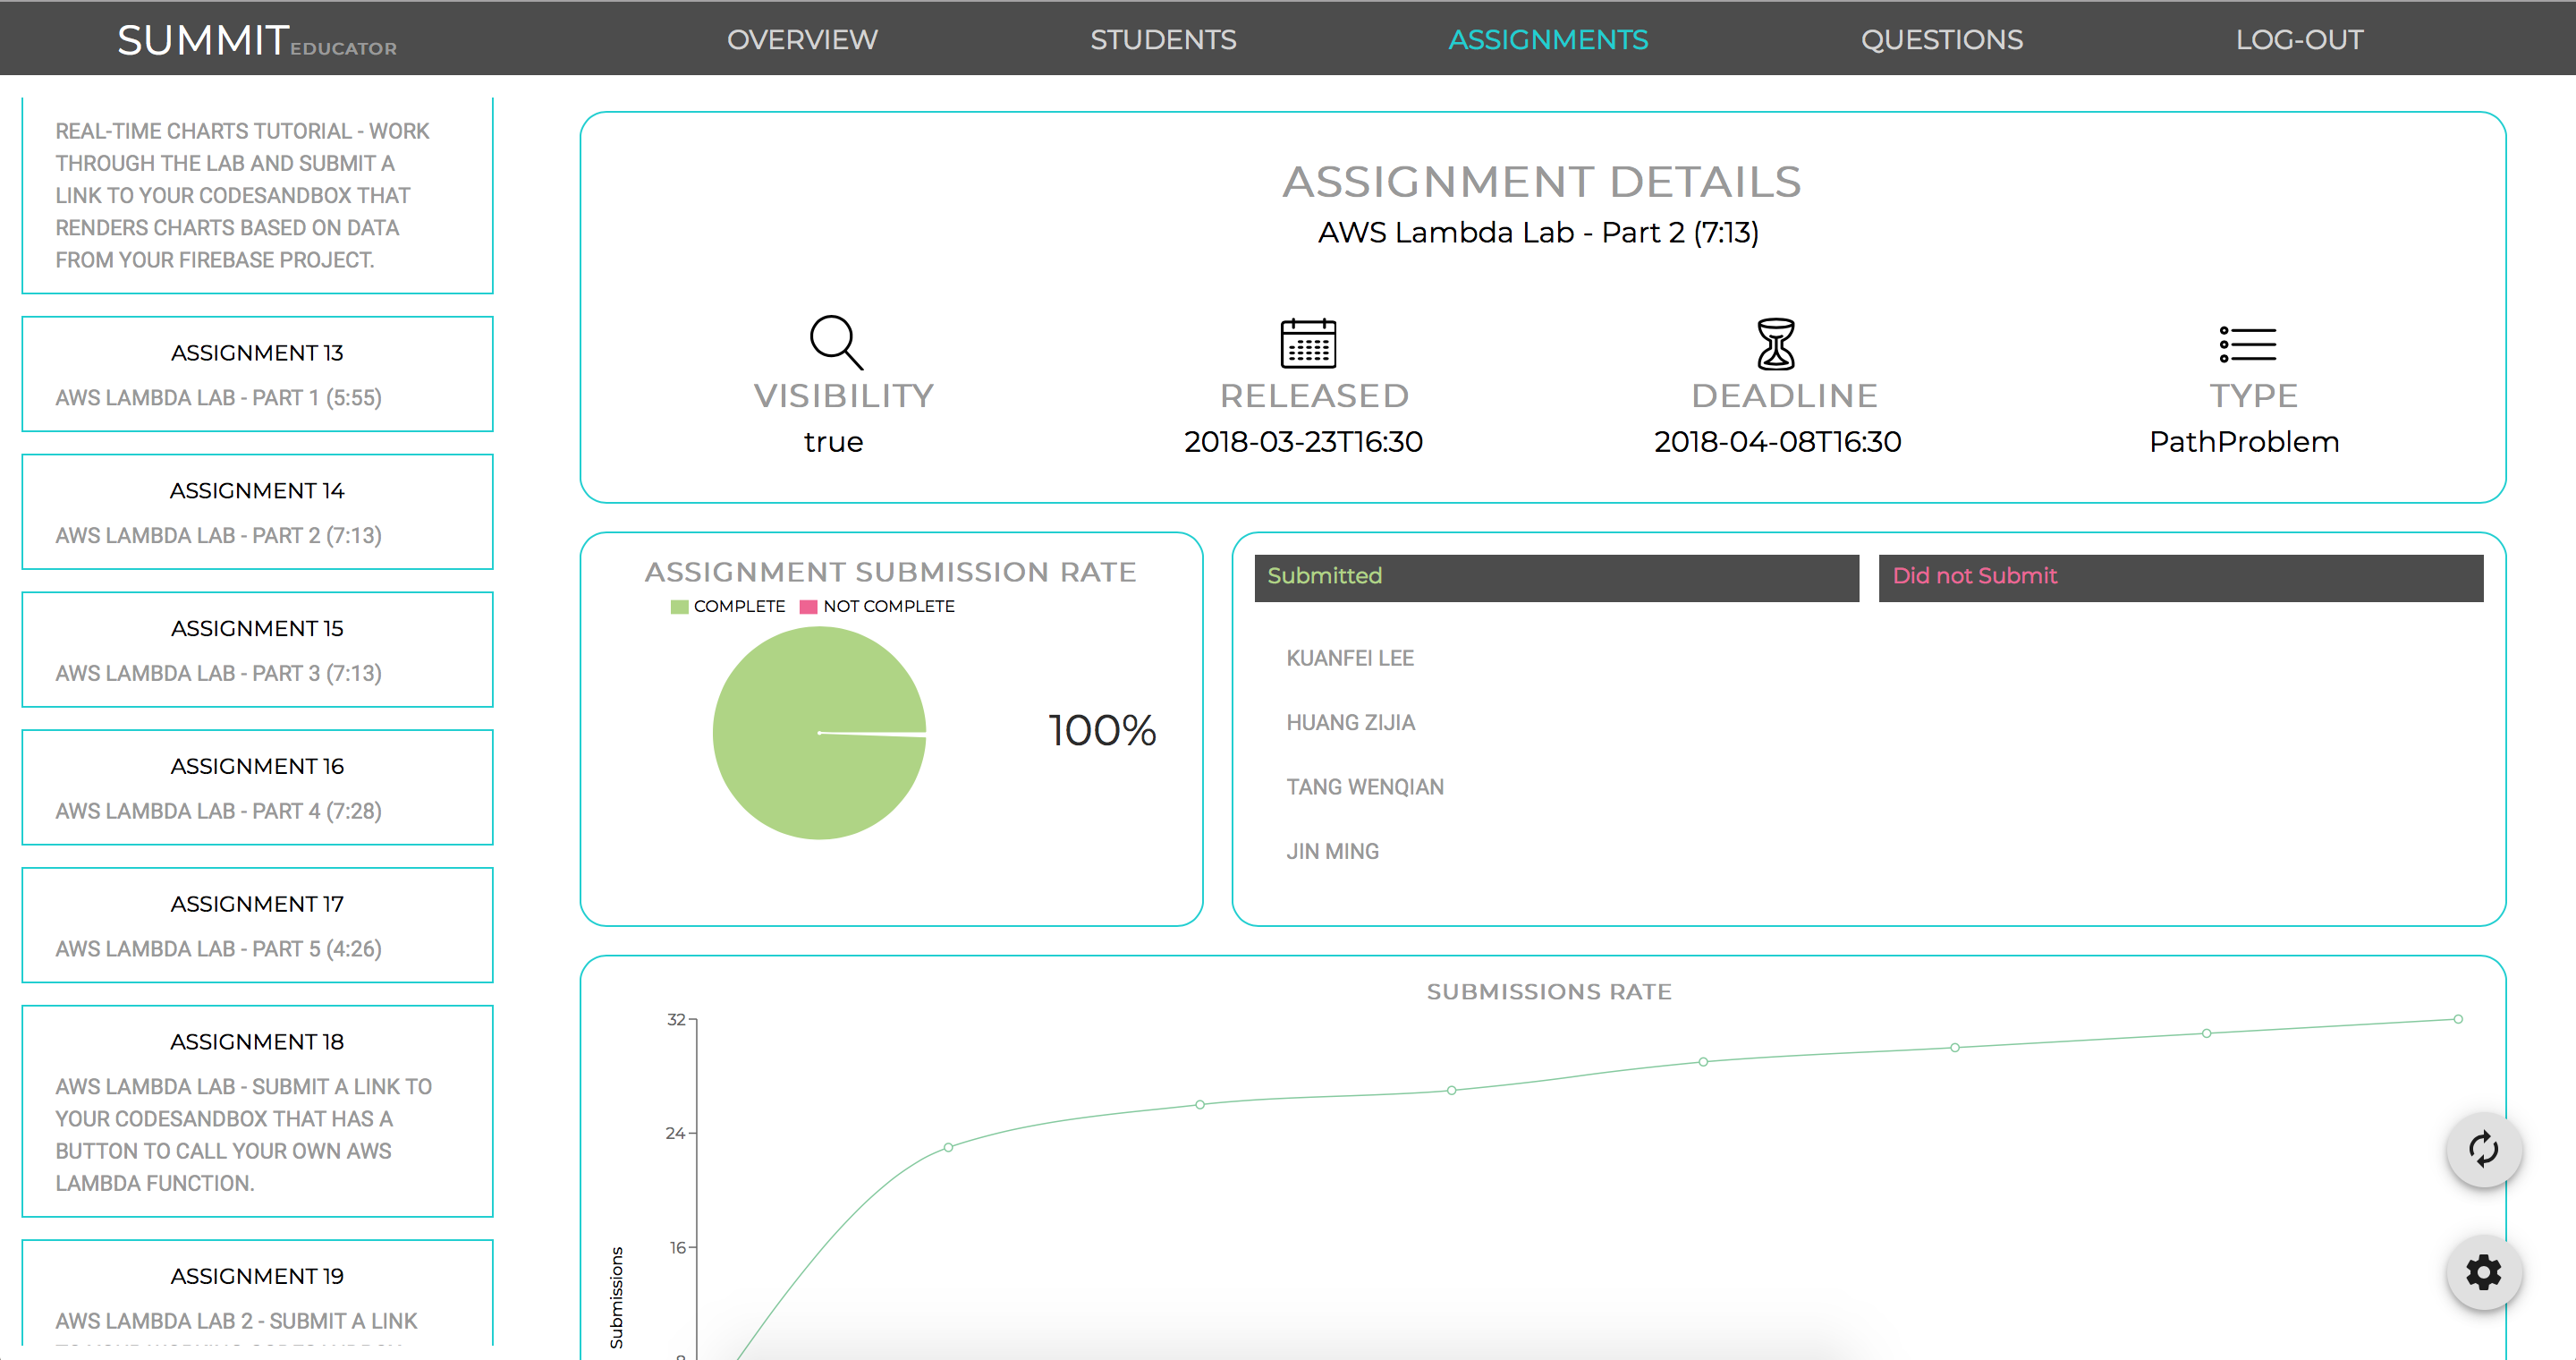 SUMMIT EDUCATOR
OVERVIEW
STUDENTS
ASSIGNMENTS
QUESTIONS
LOG-OUT
REAL-TIME CHARTS TUTORIAL - WORK
THROUGH THE LAB AND SUBMIT A
LINK TO YOUR CODESANDBOX THAT
RENDERS CHARTS BASED ON DATA
FROM YOUR FIREBASE PROJECT.
ASSIGNMENT 13
AWS LAMBDA LAB - PART 1 (5:55)
ASSIGNMENT 14
AWS LAMBDA LAB - PART 2 (7:13)
ASSIGNMENT 15
AWS LAMBDA LAB - PART 3 (7:13)
ASSIGNMENT 16
AWS LAMBDA LAB - PART 4 (7:28)
ASSIGNMENT 17
AWS LAMBDA LAB - PART 5 (4:26)
ASSIGNMENT 18
AWS LAMBDA LAB - SUBMIT A LINK TO
YOUR CODESANDBOX THAT HAS A
BUTTON TO CALL YOUR OWN AWS
LAMBDA FUNCTION.
ASSIGNMENT 19
AWS LAMBDA LAB 2 - SUBMIT A LINK
ASSIGNMENT DETAILS
AWS Lambda Lab - Part 2 (7:13)
VISIBILITY
true
RELEASED
2018-03-23T16:30
DEADLINE
2018-04-08T16:30
TYPE
PathProblem
ASSIGNMENT SUBMISSION RATE
COMPLETE NOT COMPLETE
100%
Submitted
Did not Submit
KUANFEI LEE
HUANG ZIJIA
TANG WENQIAN
JIN MING
SUBMISSIONS RATE
32
24
16
8
Submissions